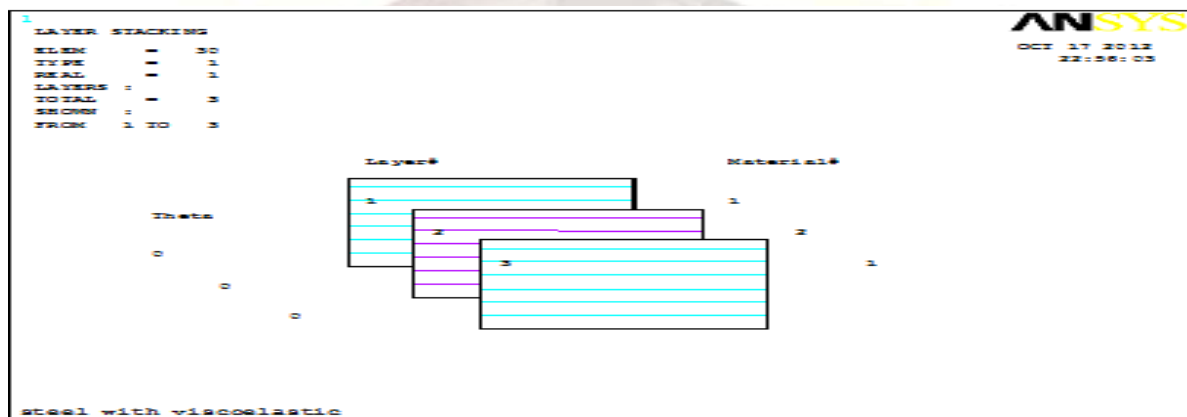 1
LAYER STACKING
ELEM = 30
TYPE = 1
REAL = 1
LAYERS :
TOTAL = 3
SHOWN :
FROM 1 TO 3
ANSYS
OCT 17 2012
22:56:03
Layer# Material#
1 1
Theta
2 2
0 3 1
0
0
steel with viscoelastic